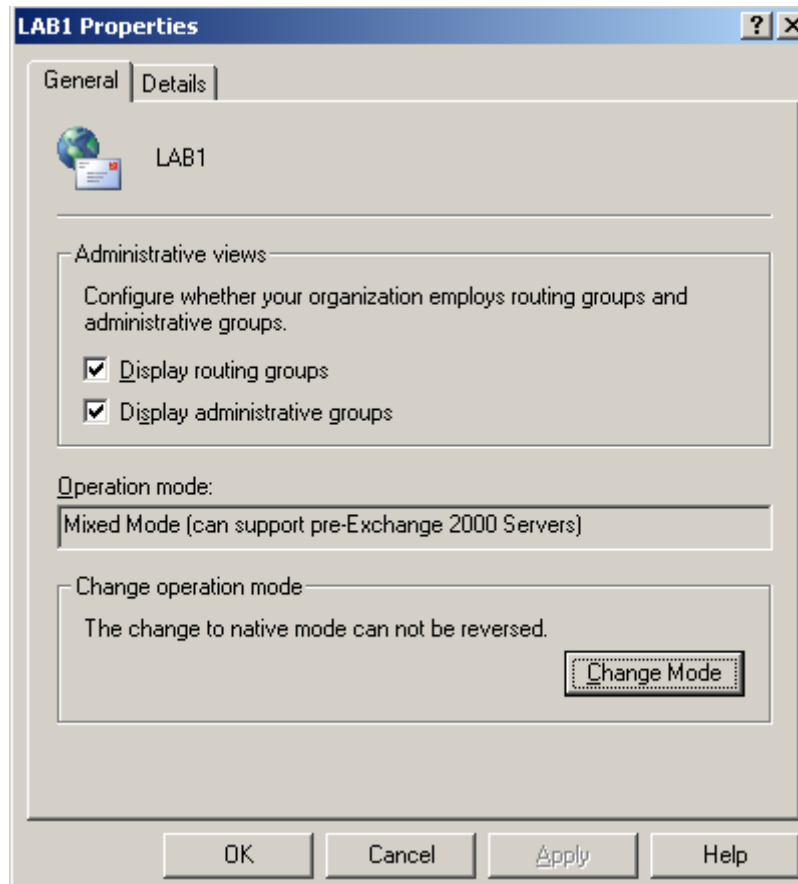 LAB1 Properties
General
Details
LAB1
Administrative views
Configure whether your organization employs routing groups and
administrative groups.
Display routing groups
Display administrative groups
Operation mode:
Mixed Mode (can support pre-Exchange 2000 Servers)
Change operation mode
The change to native mode can not be reversed.
Change Mode
OK
Cancel
Apply
Help